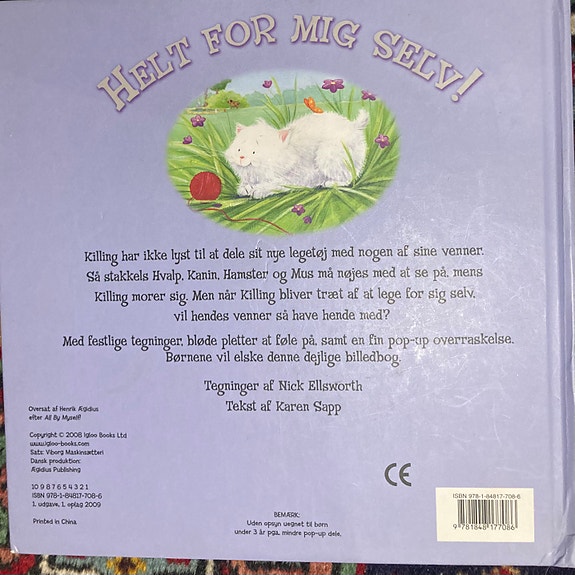 HELT FOR MIG SELV!
Killing har ikke lyst til at dele sit nye legetøj med nogen af sine venner.
Så stakkels Hvalp, Kanin, Hamster og Mus må nøjes med at se på, mens
Killing morer sig. Men når Killing bliver træt af at lege for sig selv,
vil hendes venner så have hende med?
Med festlige tegninger, bløde pletter at føle på, samt en fin pop-up overraskelse.
Børnene vil elske denne dejlige billedbog.
Tegninger af Nick Ellsworth
Tekst af Karen Sapp
Oversat af Henrik Ægidius
efter All By Myself!
Copyright © 2008 Igloo Books Ltd
www.igloo-books.com
Sats: Viborg Maskinsætteri
Dansk produktion:
Ægidius Publishing
10 9 8 7 6 5 4 3 2 1
ISBN 978-1-84817-708-6
1. udgave, 1. oplag 2009
Printed in China
CE
BEMÆRK:
Uden opsyn uegnet til børn
under 3 år pga. mindre pop-up dele.
ISBN 978-1-84817-708-6
9 781848 177086